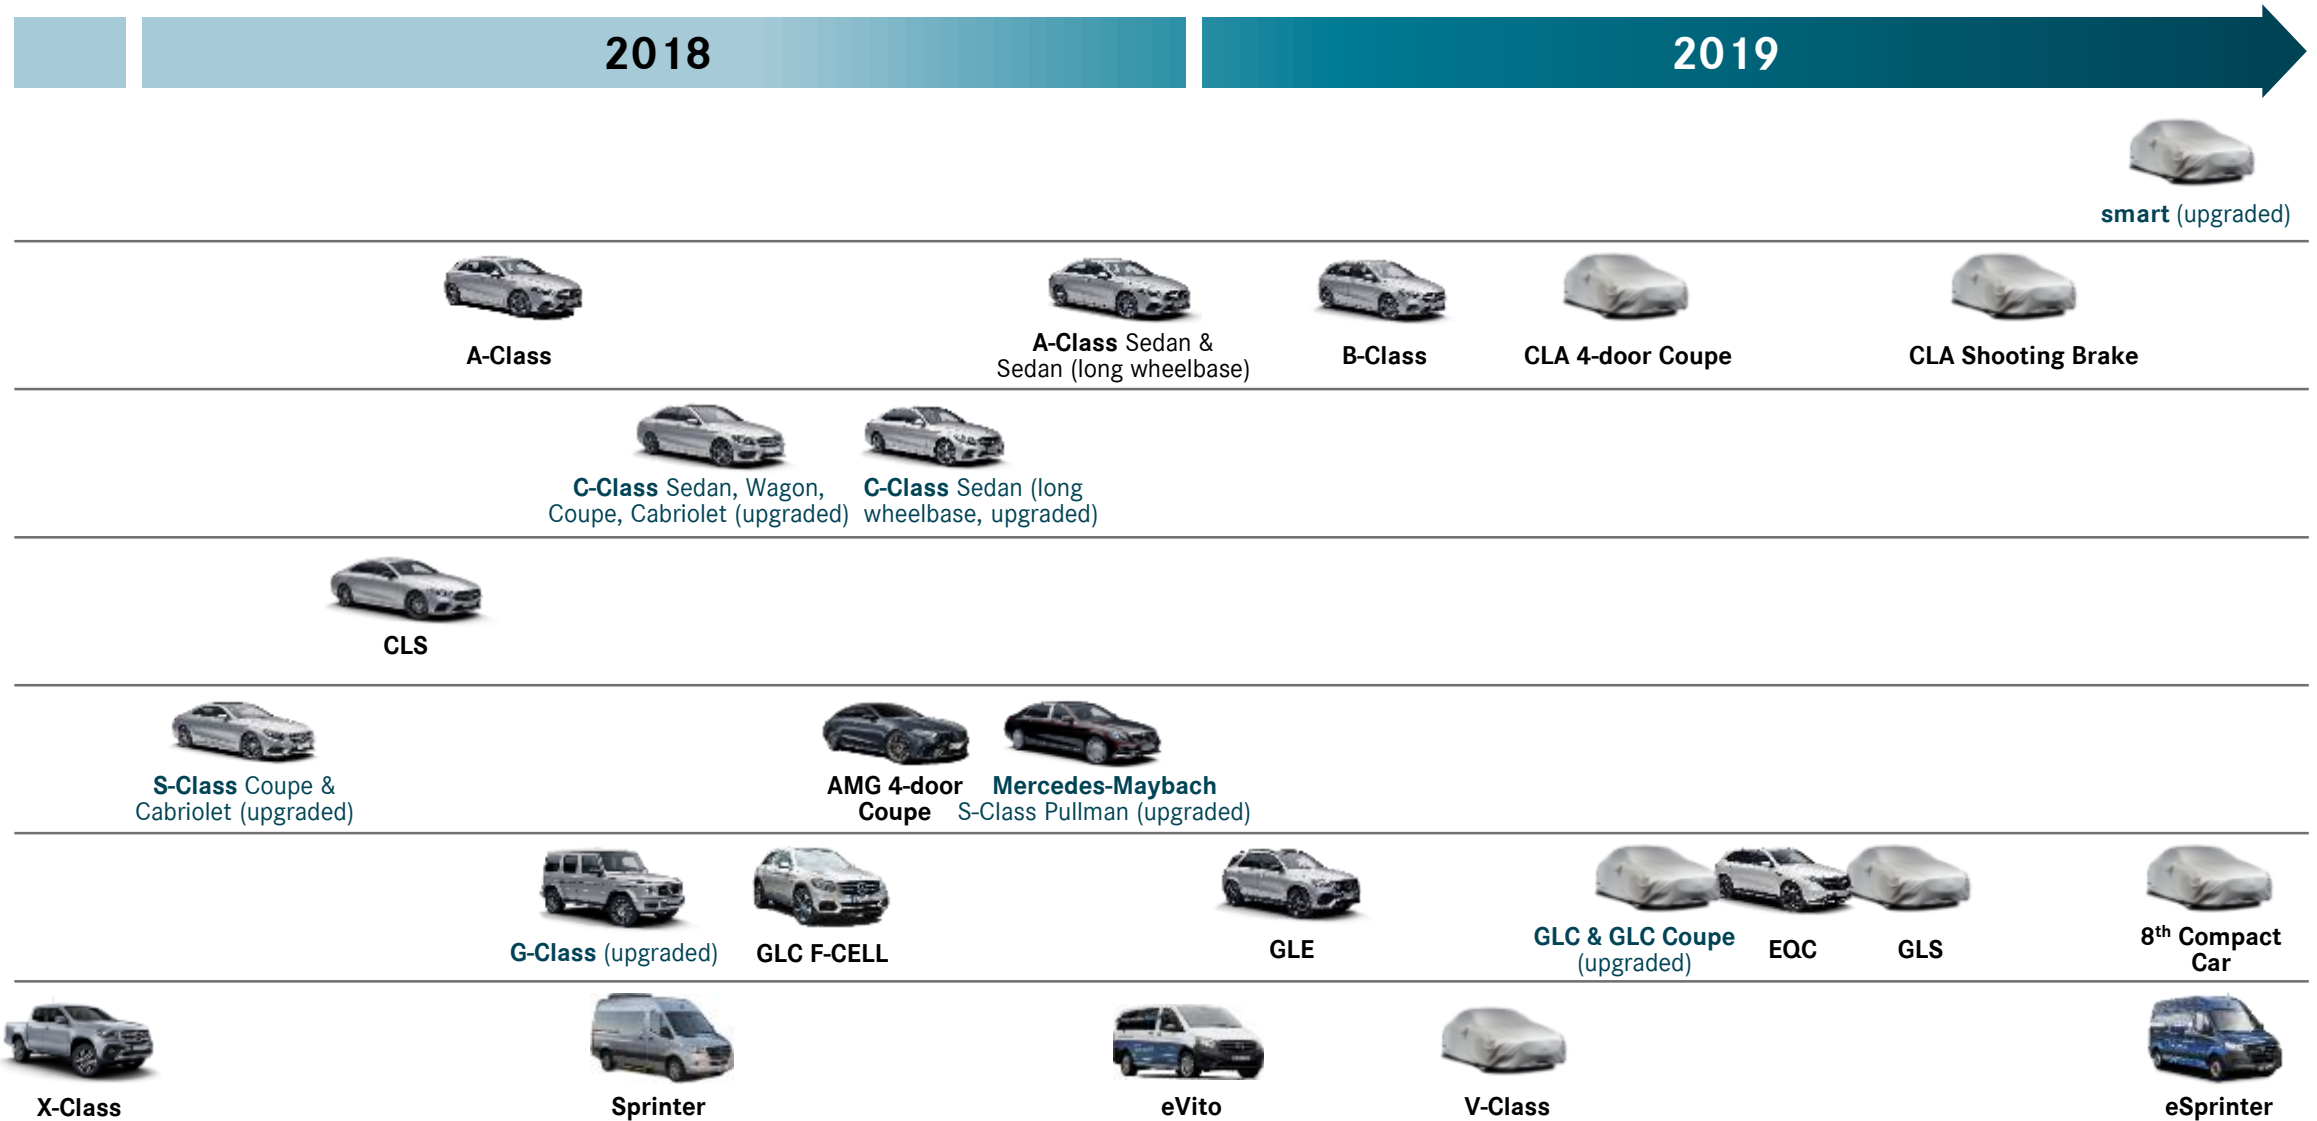 2018
2019
smart (upgraded)
A-Class
A-Class Sedan &
Sedan (long wheelbase)
B-Class
CLA 4-door Coupe
CLA Shooting Brake
C-Class Sedan, Wagon,
Coupe, Cabriolet (upgraded)
C-Class Sedan (long
wheelbase, upgraded)
CLS
S-Class Coupe &
Cabriolet (upgraded)
AMG 4-door
Coupe
Mercedes-Maybach
S-Class Pullman (upgraded)
G-Class (upgraded)
GLC F-CELL
GLE
GLC & GLC Coupe
(upgraded)
EQC
GLS
8th Compact
Car
X-Class
Sprinter
eVito
V-Class
eSprinter